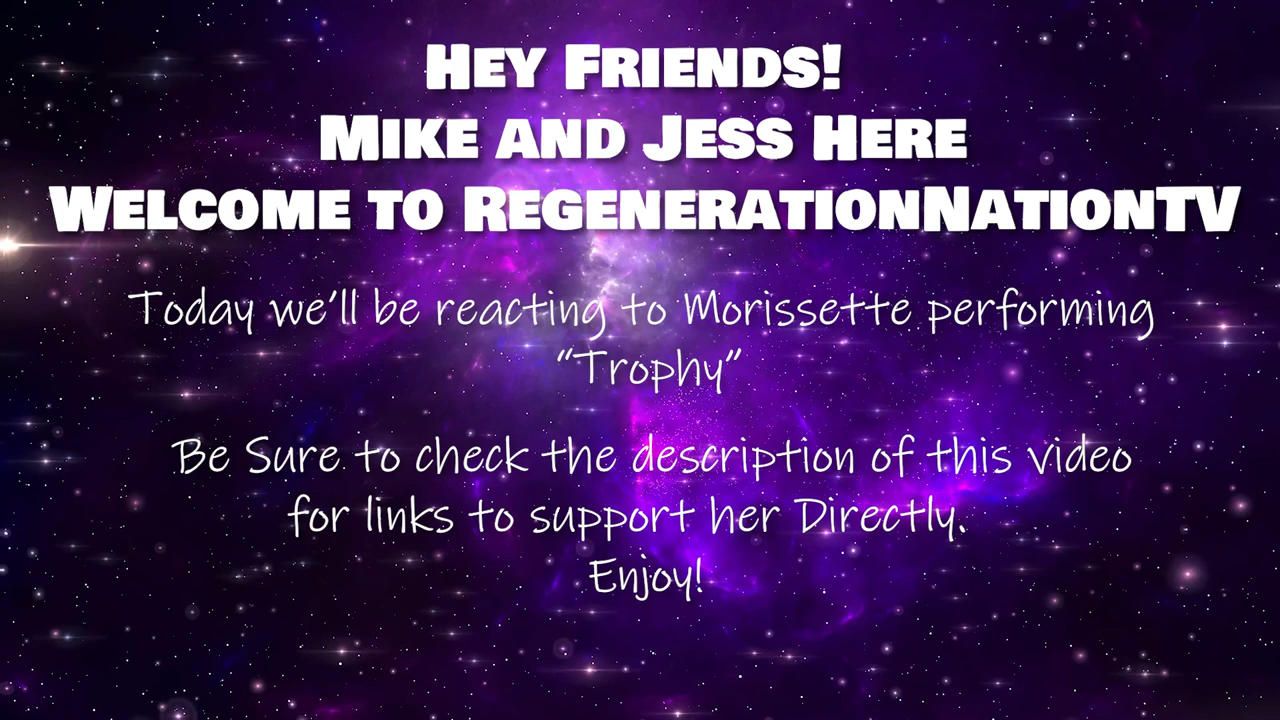 Hey Friends!
Mike and Jess Here
Welcome to RegenerationNationTV
Today we'll be reacting to Morissette performing
“Trophy”
Be Sure to check the description of this video
for links to support her Directly.
Enjoy!